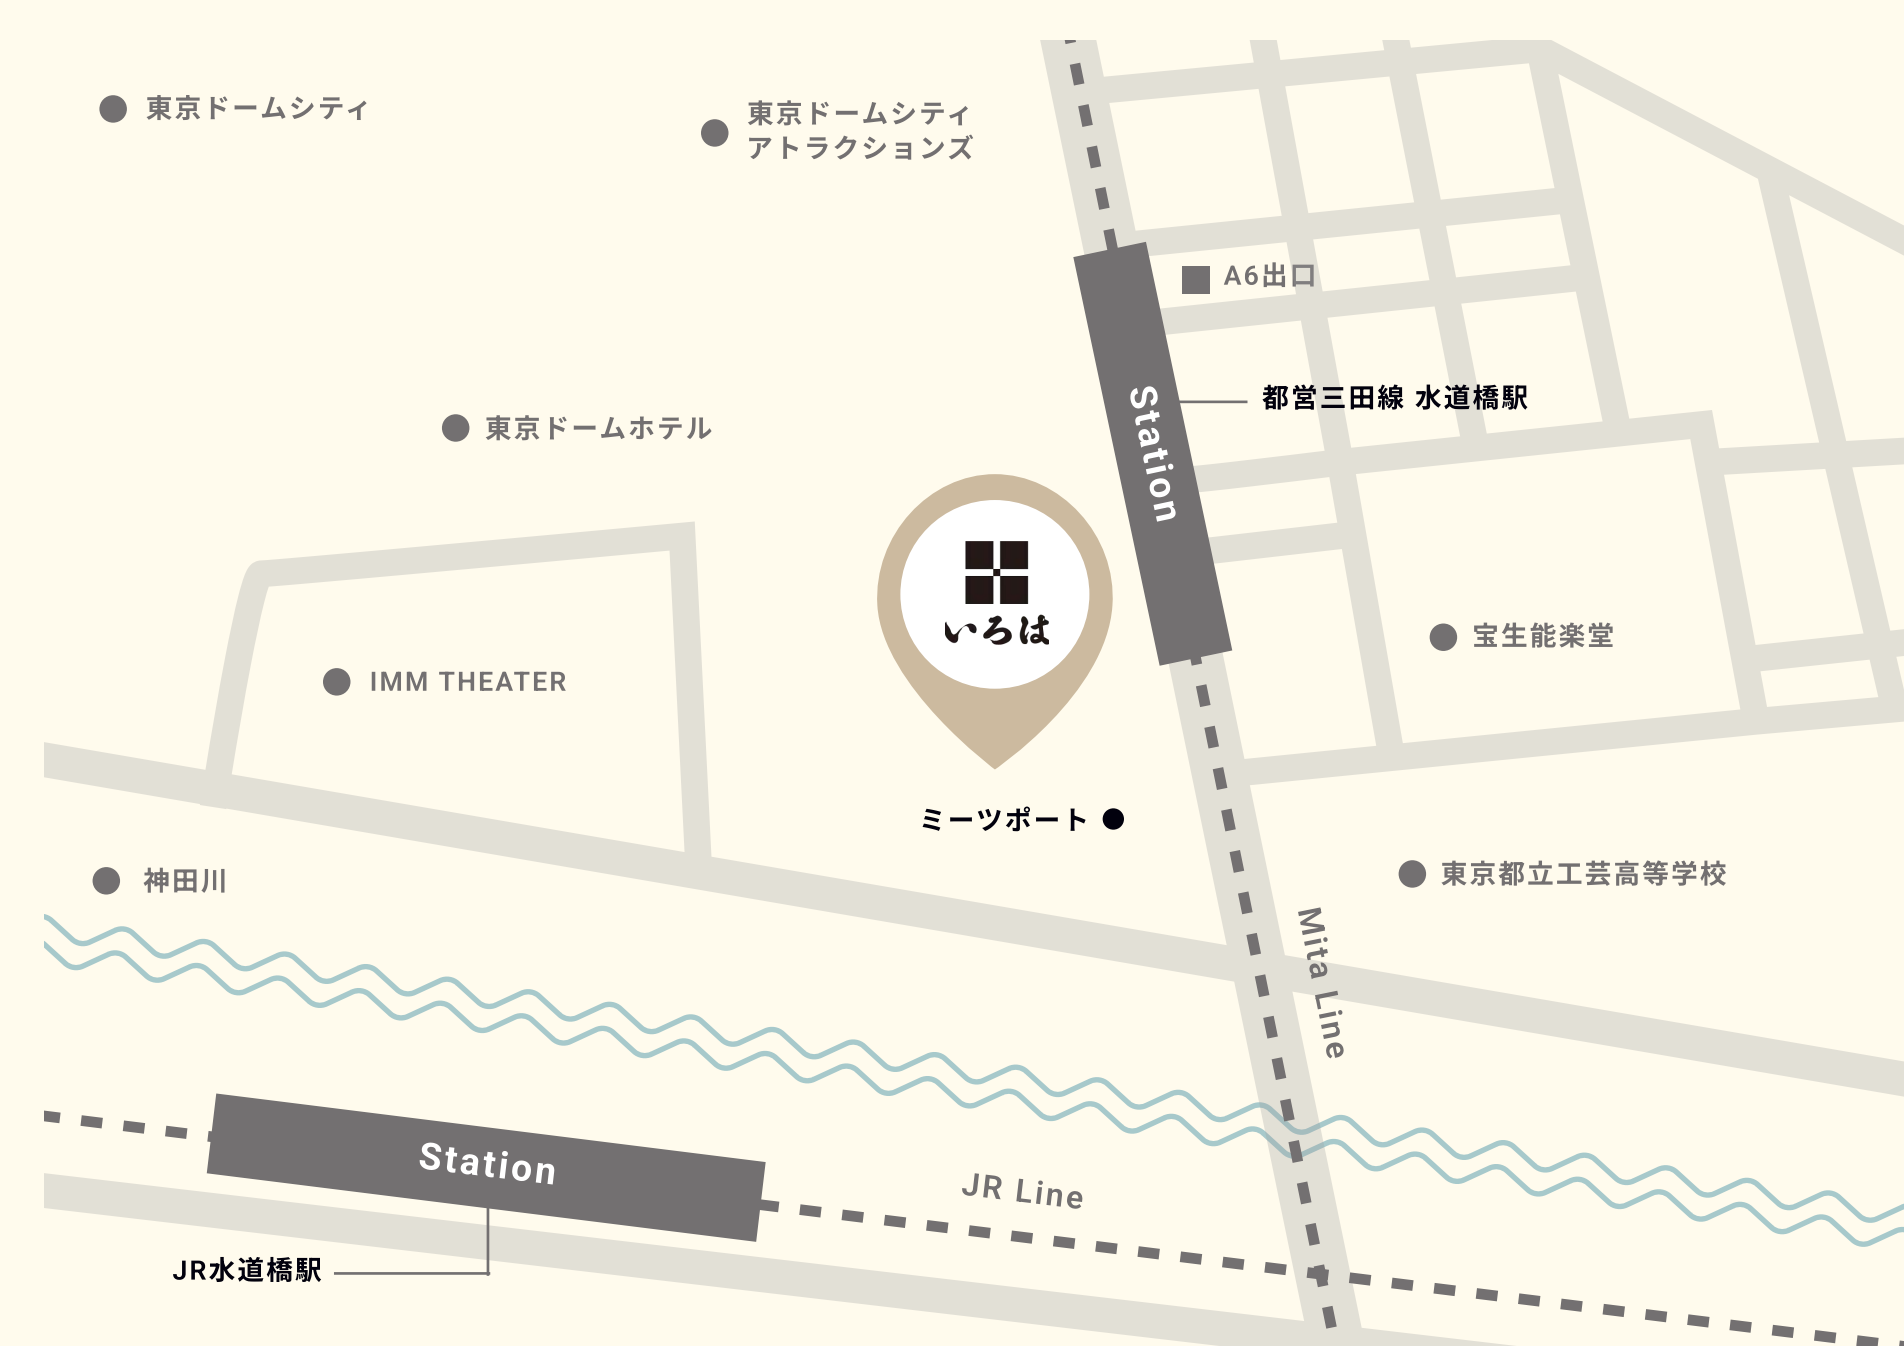 東京ドームシティ
東京ドームシティ
アトラクションズ
A6出口
Station
都営三田線 水道橋駅
東京ドームホテル
いろは
宝生能楽堂
IMM THEATER
ミーツポート
東京都立工芸高等学校
神田川
Mita Line
Station
JR Line
JR水道橋駅